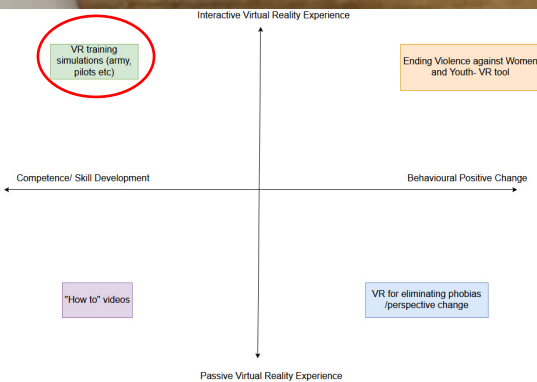 Interactive Virtual Reality Experience
VR training
simulations (army,
pilots etc)
Ending Violence against Women
and Youth- VR tool
Competence/ Skill Development
Behavioural Positive Change
"How to" videos
VR for eliminating phobias
/perspective change
Passive Virtual Reality Experience